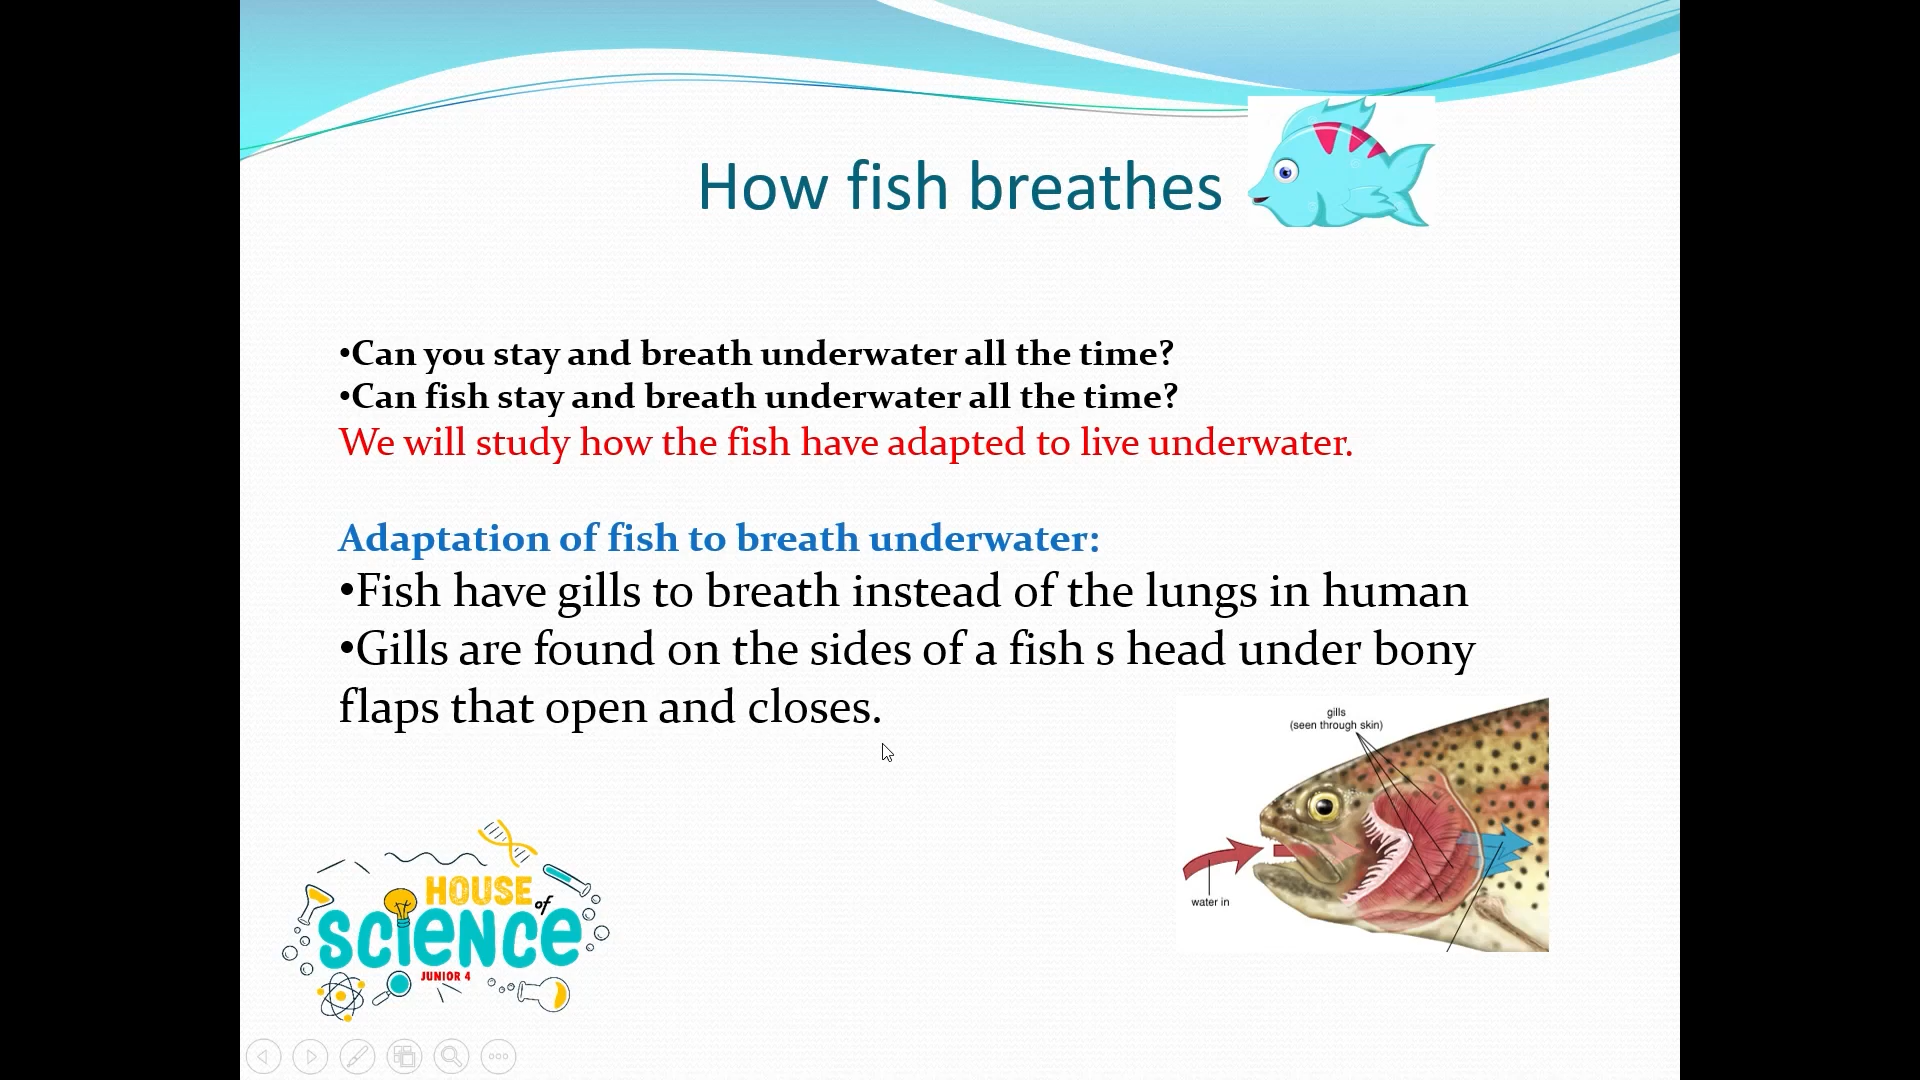 How fish breathes
•Can you stay and breath underwater all the time?
•Can fish stay and breath underwater all the time?
We will study how the fish have adapted to live underwater.
Adaptation of fish to breath underwater:
•Fish have gills to breath instead of the lungs in human
•Gills are found on the sides of a fish s head under bony
flaps that open and closes.
gills
(seen through skin)
water in
HOUSE of
SCIENCE
JUNIOR 4